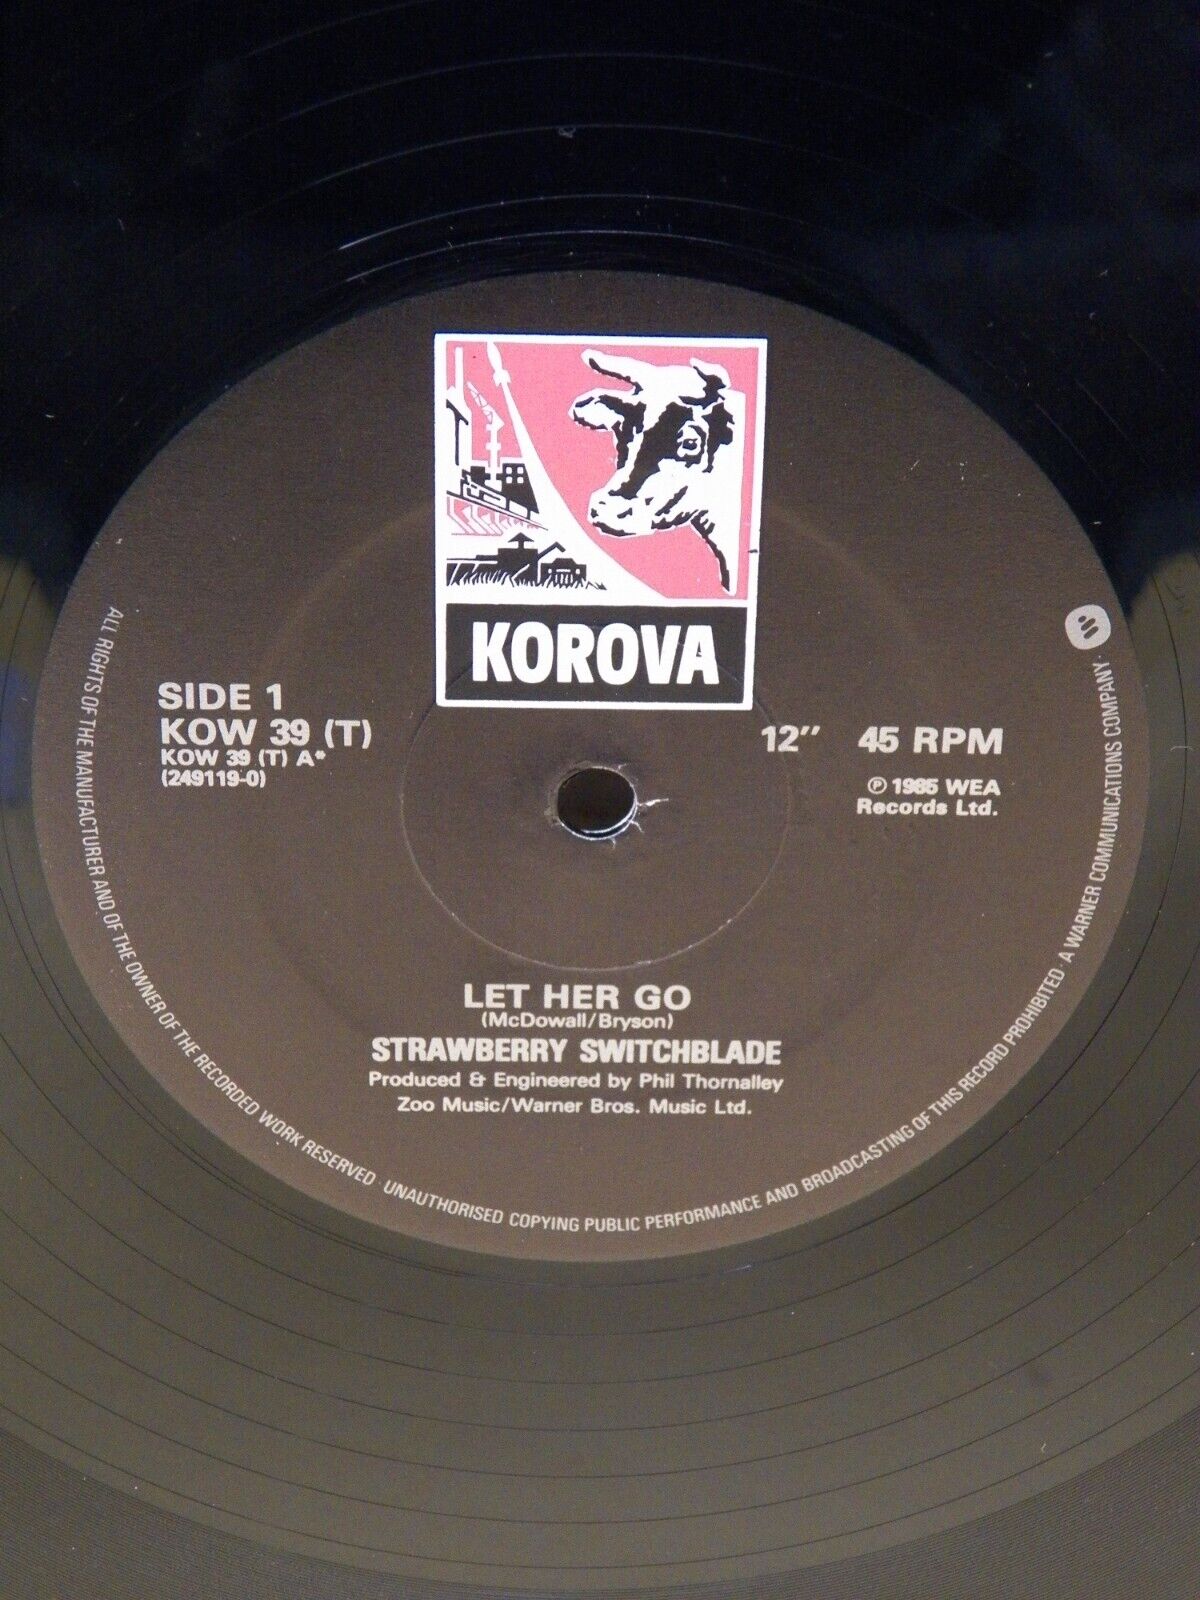 KOROVA
SIDE 1
KOW 39 (T)
KOW 39 (T) A*
(249119-0)
12" 45 RPM
℗ 1985 WEA
Records Ltd.
LET HER GO
(McDowall/Bryson)
STRAWBERRY SWITCHBLADE
Produced & Engineered by Phil Thornalley
Zoo Music/Warner Bros. Music Ltd.
ALL RIGHTS OF THE MANUFACTURER AND OF THE OWNER OF THE RECORDED WORK RESERVED · UNAUTHORISED COPYING PUBLIC PERFORMANCE AND BROADCASTING OF THIS RECORD PROHIBITED · A WARNER COMMUNICATIONS COMPANY ·